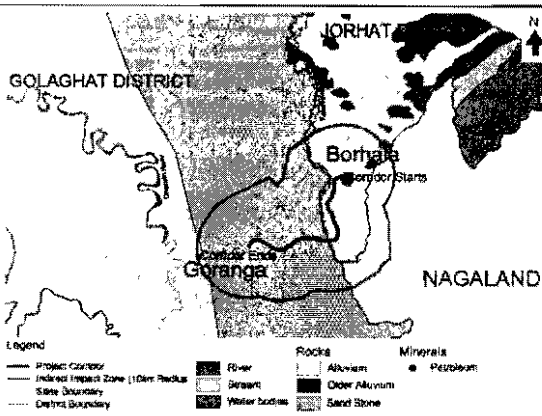 N
JORHAT
GOLAGHAT DISTRICT
Borhala
Corridor Starts
Corridor Ends
Goranga
NAGALAND
Legend
Project Corridor
Indirect Impact Zone (10km Radius
State Boundary
District Boundary
River
Stream
Water bodies
Rocks
Alluvium
Older Alluvium
Sand Stone
Minerals
Petroleum